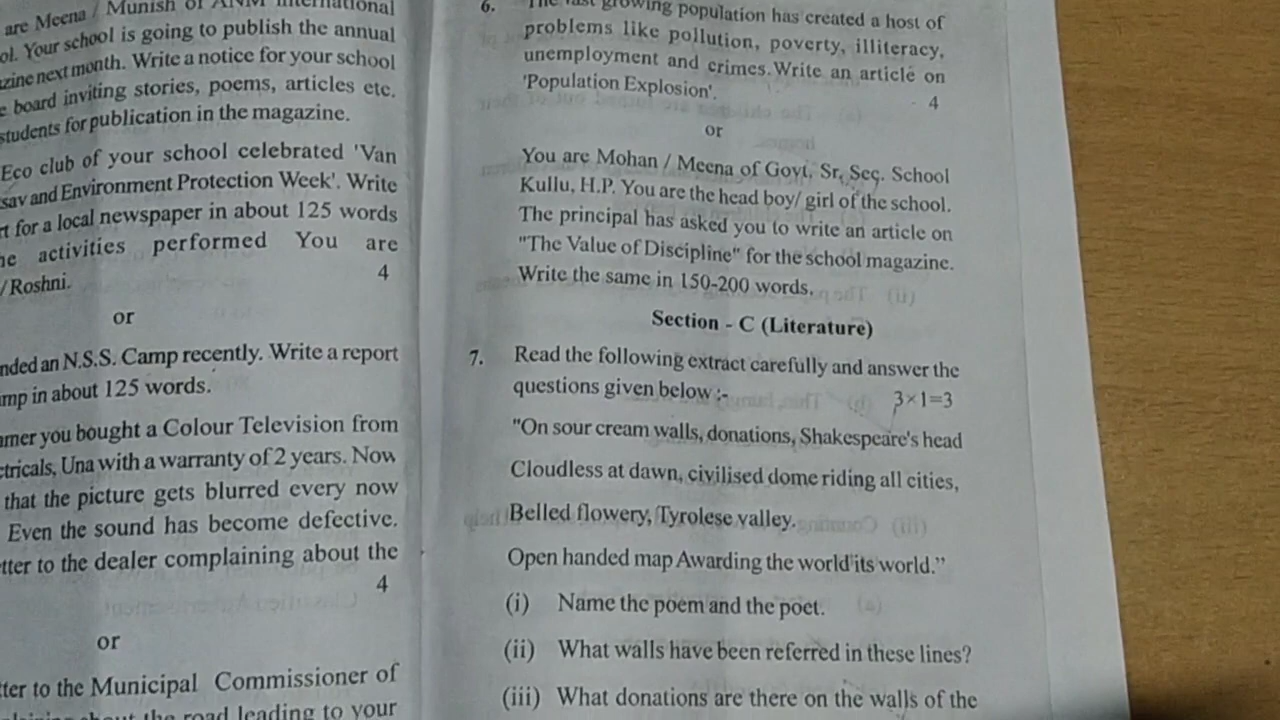 are Meena / Munish of ANM International
Your school is going to publish the annual
next month. Write a notice for your school
board inviting stories, poems, articles etc.
students for publication in the magazine.
Eco club of your school celebrated 'Van
and Environment Protection Week'. Write
for a local newspaper in about 125 words
activities performed You are
/ Roshni.
4
or
an N.S.S. Camp recently. Write a report
in about 125 words.
you bought a Colour Television from
Una with a warranty of 2 years. Now
that the picture gets blurred every now
Even the sound has become defective.
to the dealer complaining about the
4
or
to the Municipal Commissioner of
the road leading to your
6. growing population has created a host of
problems like pollution, poverty, illiteracy,
unemployment and crimes. Write an article on
'Population Explosion'.
4
or
You are Mohan / Meena of Govt. Sr. Sec. School
Kullu, H.P. You are the head boy/ girl of the school.
The principal has asked you to write an article on
"The Value of Discipline" for the school magazine.
Write the same in 150-200 words.
Section - C (Literature)
7. Read the following extract carefully and answer the
questions given below :- 3×1=3
"On sour cream walls, donations, Shakespeare's head
Cloudless at dawn, civilised dome riding all cities,
Belled flowery, Tyrolese valley.
Open handed map Awarding the world its world.”
(i) Name the poem and the poet.
(ii) What walls have been referred in these lines?
(iii) What donations are there on the walls of the